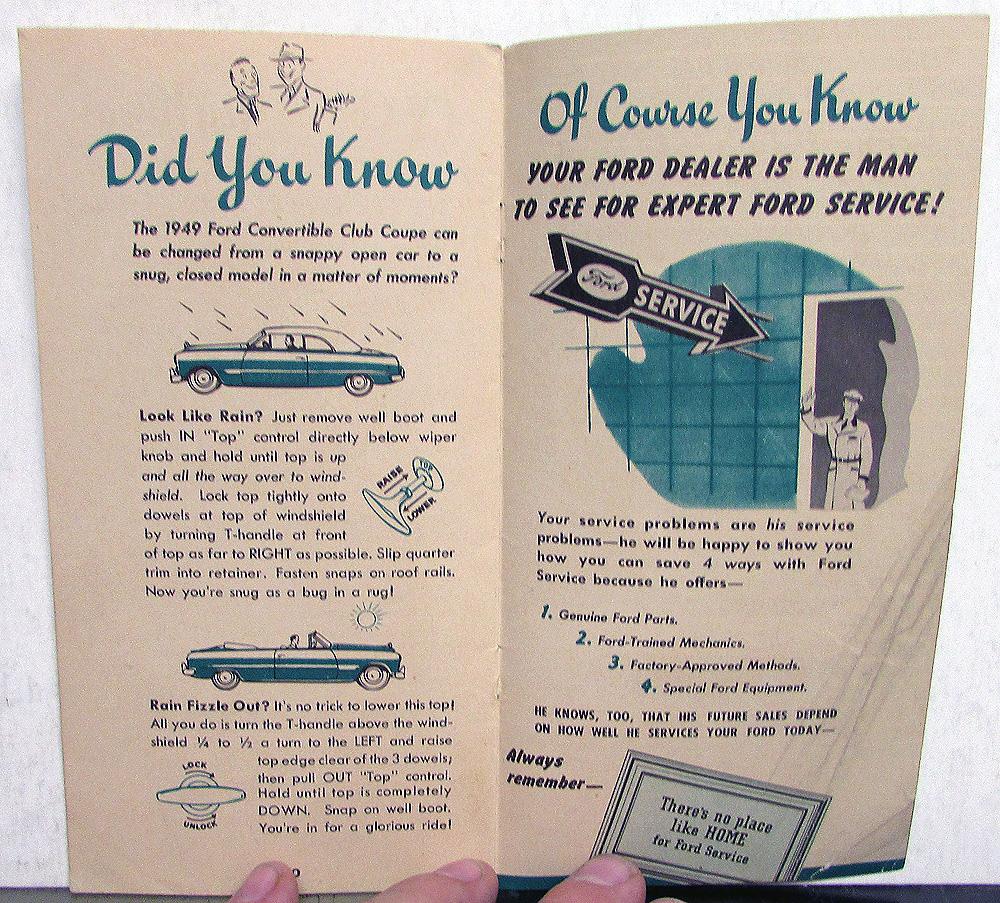 Did You Know
The 1949 Ford Convertible Club Coupe can
be changed from a snappy open car to a
snug, closed model in a matter of moments?
Look Like Rain? Just remove well boot and
push IN "Top" control directly below wiper
knob and hold until top is up
and all the way over to wind-
shield. Lock top tightly onto
dowels at top of windshield
by turning T-handle at front
of top as far to RIGHT as possible. Slip quarter
trim into retainer. Fasten snaps on roof rails.
Now you're snug as a bug in a rug!
RAISE
TOP
LOWER
Rain Fizzle Out? It's no trick to lower this top!
All you do is turn the T-handle above the wind-
shield ¼ to ½ a turn to the LEFT and raise
top edge clear of the 3 dowels;
then pull OUT "Top" control.
Hold until top is completely
DOWN. Snap on well boot.
You're in for a glorious ride!
LOCK
UNLOCK
Of Course You Know
YOUR FORD DEALER IS THE MAN
TO SEE FOR EXPERT FORD SERVICE!
Ford SERVICE
Your service problems are his service
problems—he will be happy to show you
how you can save 4 ways with Ford
Service because he offers—
1. Genuine Ford Parts.
2. Ford-Trained Mechanics.
3. Factory-Approved Methods.
4. Special Ford Equipment.
HE KNOWS, TOO, THAT HIS FUTURE SALES DEPEND
ON HOW WELL HE SERVICES YOUR FORD TODAY—
Always
remember—
There's no place
like HOME
for Ford Service